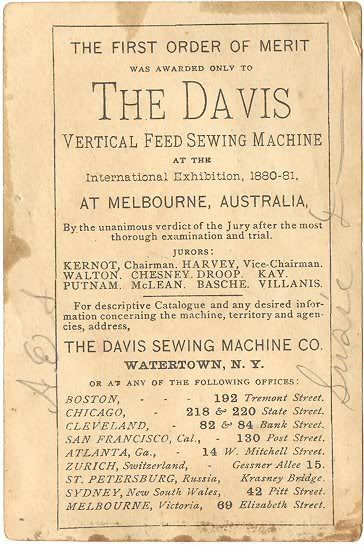 THE FIRST ORDER OF MERIT
WAS AWARDED ONLY TO
THE DAVIS
VERTICAL FEED SEWING MACHINE
AT THE
International Exhibition, 1880-81,
AT MELBOURNE, AUSTRALIA,
By the unanimous verdict of the Jury after the most
thorough examination and trial.
JURORS:
KERNOT, Chairman. HARVEY, Vice-Chairman.
WALTON. CHESNEY. DROOP. KAY.
PUTNAM. McLEAN. BASCHE. VILLANIS.
For descriptive Catalogue and any desired infor-
mation concerning the machine, territory and agen-
cies, address,
THE DAVIS SEWING MACHINE CO.
WATERTOWN, N. Y.
OR AT ANY OF THE FOLLOWING OFFICES:
BOSTON, - - 192 Tremont Street.
CHICAGO, - 218 & 220 State Street.
CLEVELAND, - 82 & 84 Bank Street.
SAN FRANCISCO, Cal., - 130 Post Street.
ATLANTA, Ga., - 14 W. Mitchell Street.
ZURICH, Switzerland, - Gessner Allee 15.
ST. PETERSBURG, Russia, Krasney Bridge.
SYDNEY, New South Wales, 42 Pitt Street.
MELBOURNE, Victoria, 69 Elizabeth Street.